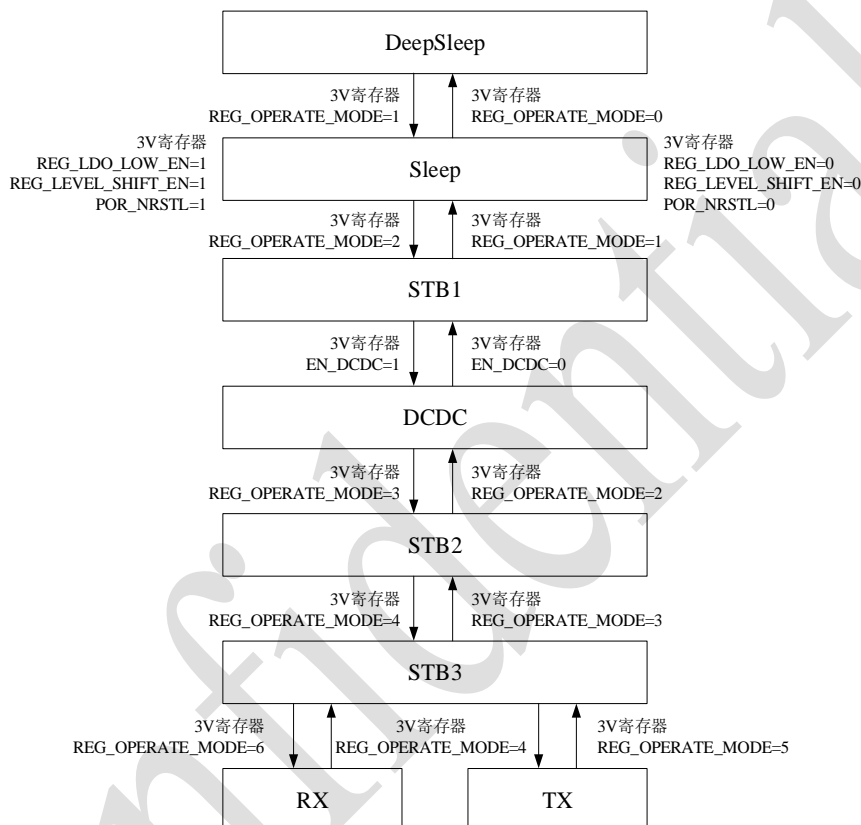 DeepSleep
3V寄存器
REG_OPERATE_MODE=1
3V寄存器
REG_OPERATE_MODE=0
3V寄存器
REG_LDO_LOW_EN=1
REG_LEVEL_SHIFT_EN=1
POR_NRSTL=1
Sleep
3V寄存器
REG_LDO_LOW_EN=0
REG_LEVEL_SHIFT_EN=0
POR_NRSTL=0
3V寄存器
REG_OPERATE_MODE=2
3V寄存器
REG_OPERATE_MODE=1
STB1
3V寄存器
EN_DCDC=1
3V寄存器
EN_DCDC=0
DCDC
3V寄存器
REG_OPERATE_MODE=3
3V寄存器
REG_OPERATE_MODE=2
STB2
3V寄存器
REG_OPERATE_MODE=4
3V寄存器
REG_OPERATE_MODE=3
STB3
3V寄存器
REG_OPERATE_MODE=6
3V寄存器
REG_OPERATE_MODE=4
3V寄存器
REG_OPERATE_MODE=5
RX
TX
nfidential